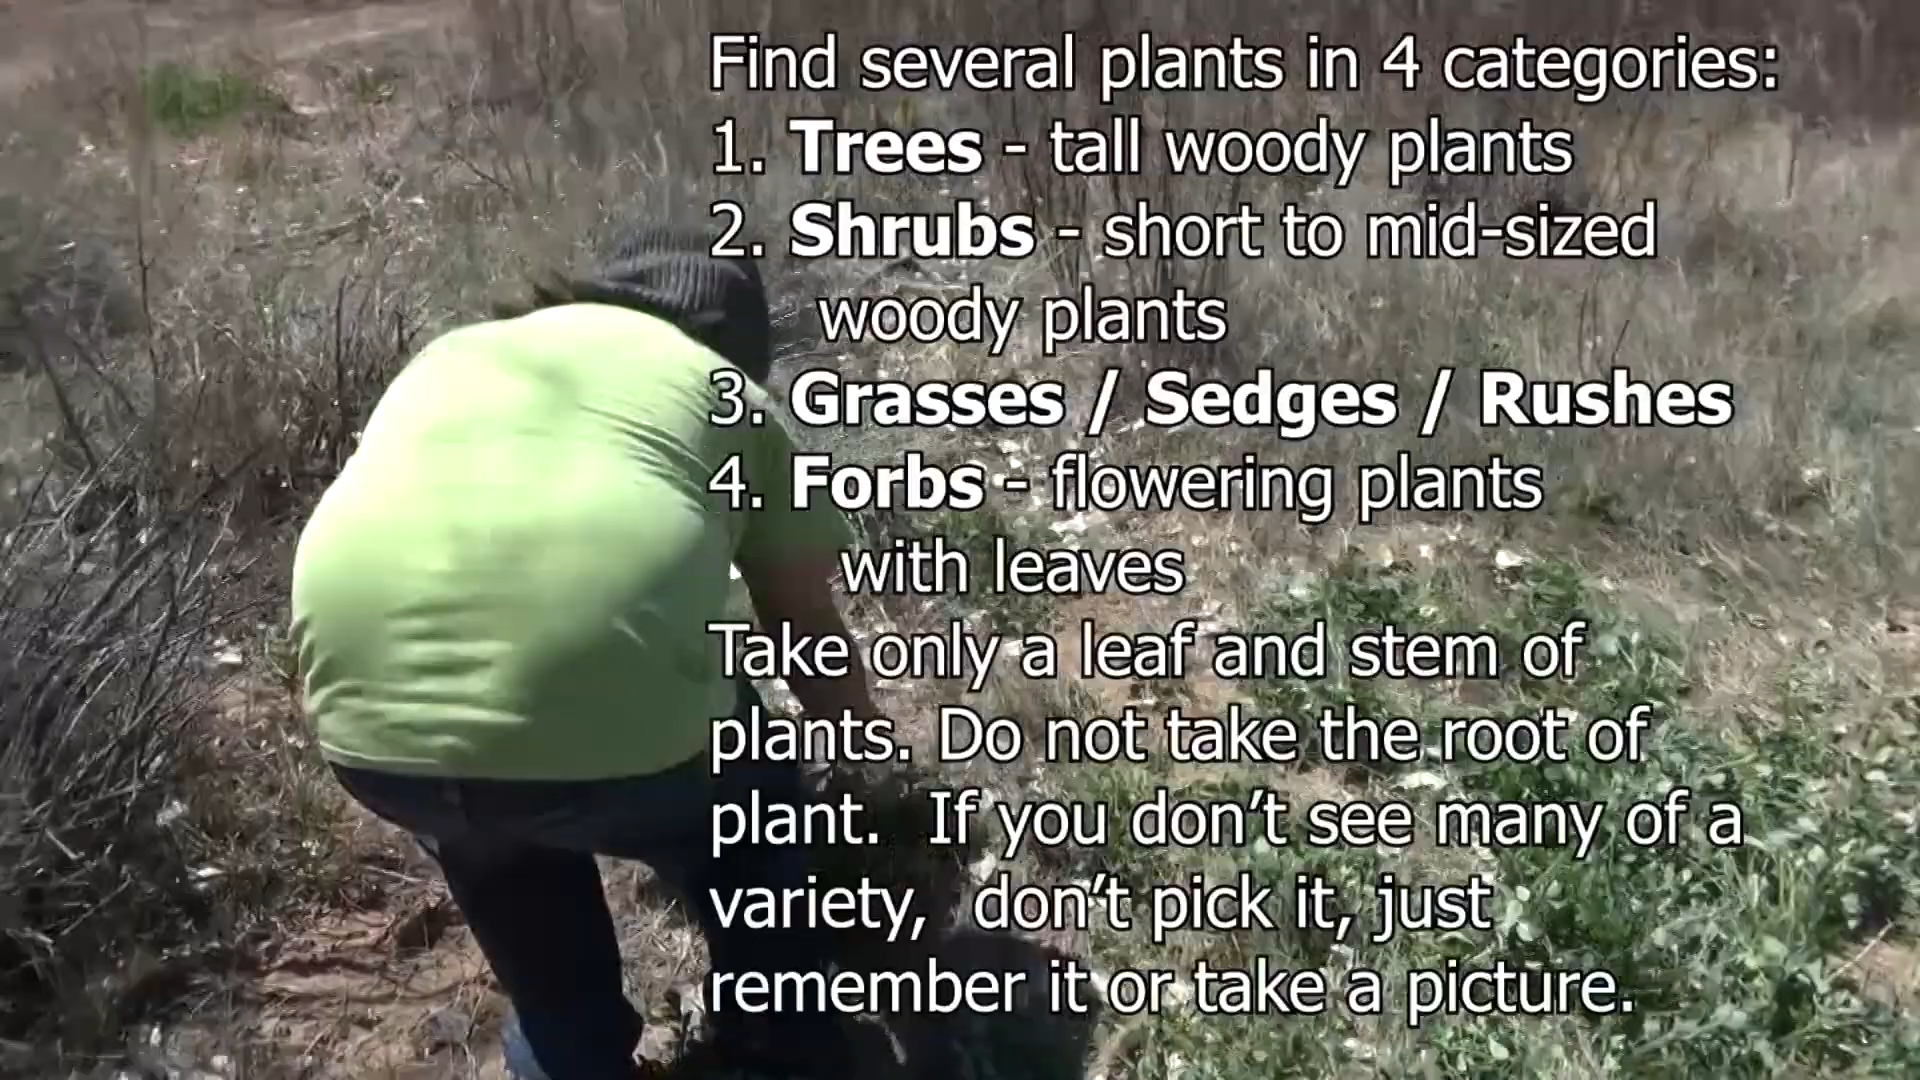 Find several plants in 4 categories:
1. Trees - tall woody plants
2. Shrubs - short to mid-sized
woody plants
3. Grasses / Sedges / Rushes
4. Forbs - flowering plants
with leaves
Take only a leaf and stem of
plants. Do not take the root of
plant.  If you don’t see many of a
variety,  don’t pick it, just
remember it or take a picture.